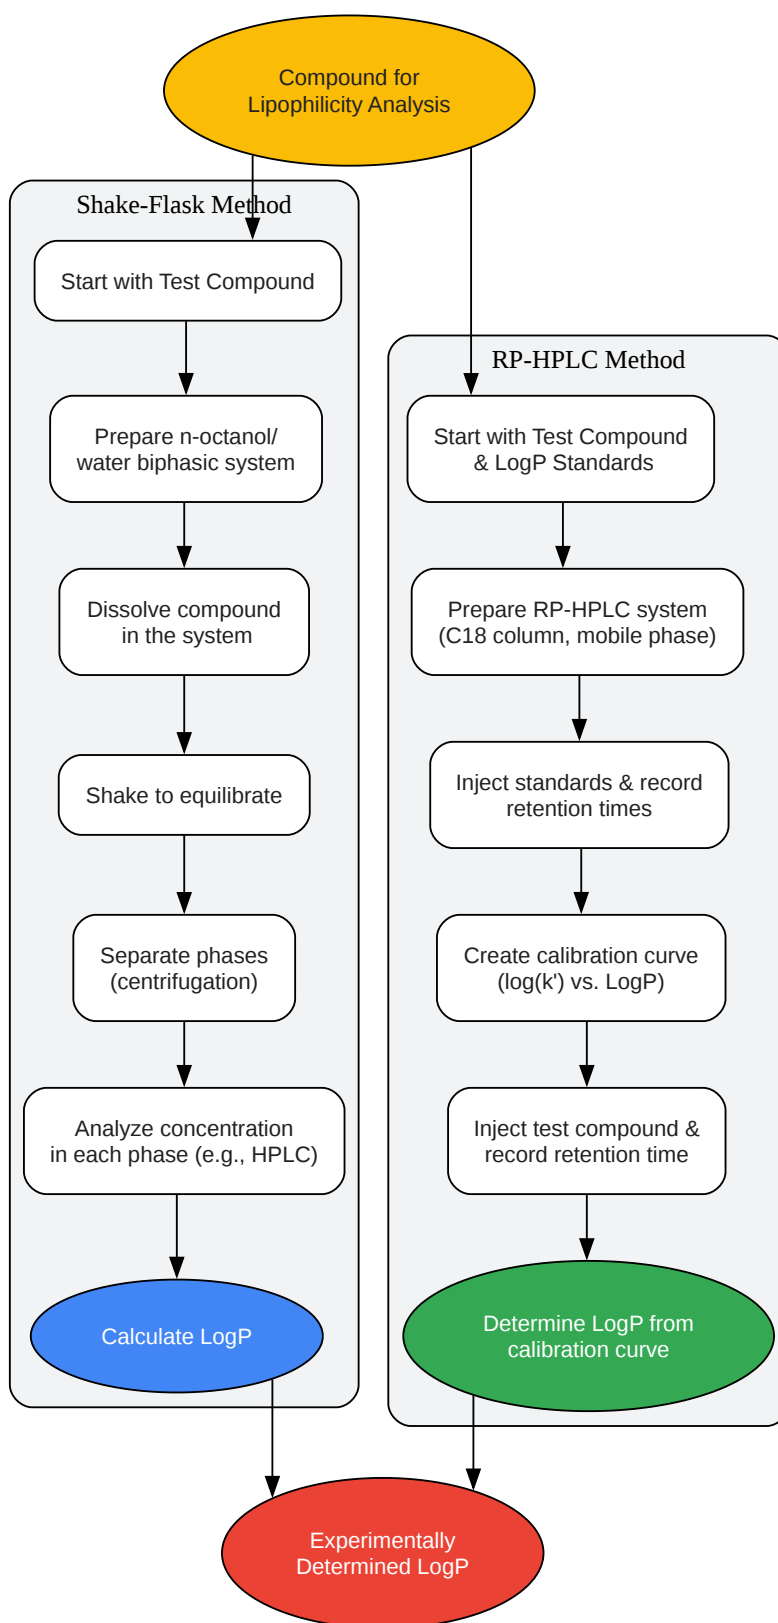 Compound for
Lipophilicity Analysis
Shake-Flask Method
Start with Test Compound
Prepare n-octanol/
water biphasic system
Dissolve compound
in the system
Shake to equilibrate
Separate phases
(centrifugation)
Analyze concentration
in each phase (e.g., HPLC)
Calculate LogP
RP-HPLC Method
Start with Test Compound
& LogP Standards
Prepare RP-HPLC system
(C18 column, mobile phase)
Inject standards & record
retention times
Create calibration curve
(log(k') vs. LogP)
Inject test compound &
record retention time
Determine LogP from
calibration curve
Experimentally
Determined LogP